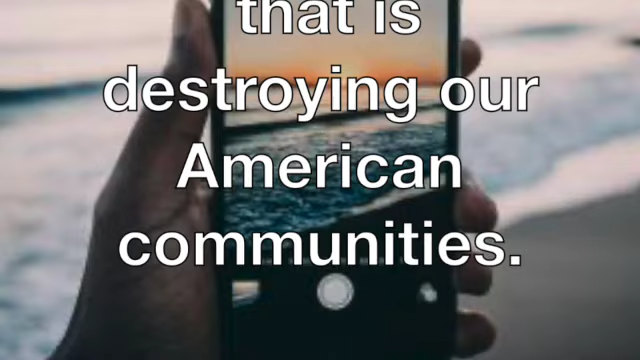 that is
destroying our
American
communities.